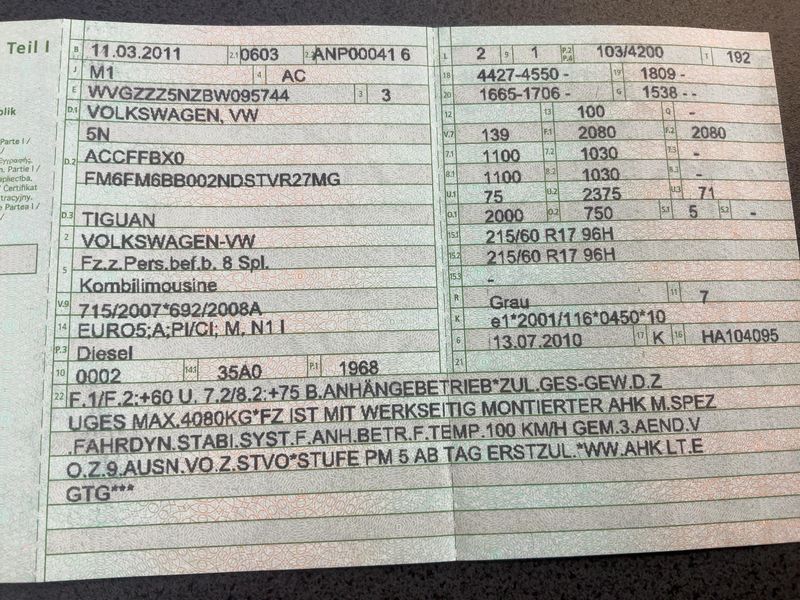 Teil I
B 11.03.2011 2.1 0603 2.2 ANP00041 6
J M1 4 AC
E WVGZZZ5NZBW095744 3 3
D.1 VOLKSWAGEN, VW
5N
D.2 ACCFFBX0
FM6FM6BB002NDSTVR27MG
D.3 TIGUAN
2 VOLKSWAGEN-VW
5 Fz.z.Pers.bef.b. 8 Spl.
Kombilimousine
V.9 715/2007*692/2008A
14 EURO5;A;PI/CI; M, N1 I
P.3 Diesel
10 0002 14.1 35A0 P.1 1968
L 2 9 1 P.2 P.4 103/4200 T 192
18 4427-4550 - 19 1809 -
20 1665-1706 - G 1538 -
12 - 13 100 Q -
V.7 139 F.1 2080 F.2 2080
7.1 1100 7.2 1030 7.3 -
8.1 1100 8.2 1030 8.3 -
U.1 75 U.2 2375 U.3 71
O.1 2000 O.2 750 S.1 5 S.2 -
15.1 215/60 R17 96H
15.2 215/60 R17 96H
15.3 -
R Grau 11 7
K e1*2001/116*0450*10
6 13.07.2010 17 K 16 HA104095
21
22 F.1/F.2:+60 U. 7.2/8.2:+75 B.ANHÄNGEBETRIEB*ZUL.GES-GEW.D.Z
UGES MAX.4080KG*FZ IST MIT WERKSEITIG MONTIERTER AHK M.SPEZ
.FAHRDYN.STABI.SYST.F.ANH.BETR.F.TEMP.100 KM/H GEM.3.AEND.V
O.Z.9.AUSN.VO.Z.STVO*STUFE PM 5 AB TAG ERSTZUL.*WW.AHK LT.E
GTG***